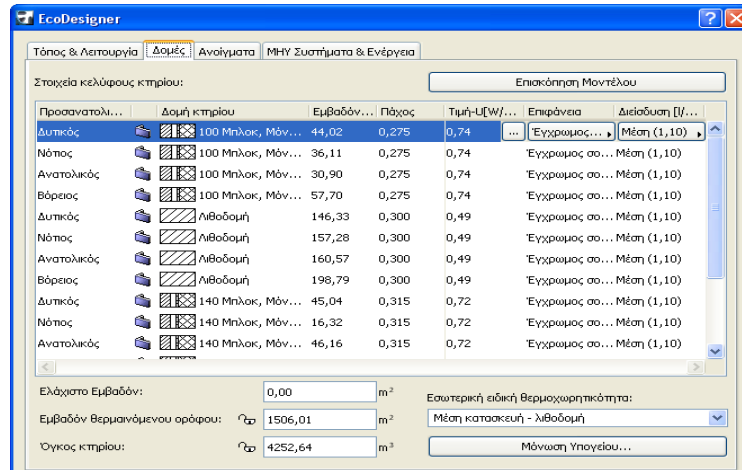 EcoDesigner
Τόπος & Λειτουργία Δομές Ανοίγματα ΜΗΥ Συστήματα & Ενέργεια
Στοιχεία κελύφους κτηρίου: Επισκόπηση Μοντέλου
Προσανατολι... Δομή κτηρίου Εμβαδόν... Πάχος Τιμή-U[W/... Επιφάνεια Διείσδυση [l/...
Δυτικός 100 Μπλοκ, Μόν... 44,02 0,275 0,74 ... Έγχρωμος... Μέση (1,10)
Νότιος 100 Μπλοκ, Μόν... 36,11 0,275 0,74 Έγχρωμος σο... Μέση (1,10)
Ανατολικός 100 Μπλοκ, Μόν... 30,90 0,275 0,74 Έγχρωμος σο... Μέση (1,10)
Βόρειος 100 Μπλοκ, Μόν... 57,70 0,275 0,74 Έγχρωμος σο... Μέση (1,10)
Δυτικός Λιθοδομή 146,33 0,300 0,49 Έγχρωμος σο... Μέση (1,10)
Νότιος Λιθοδομή 157,28 0,300 0,49 Έγχρωμος σο... Μέση (1,10)
Ανατολικός Λιθοδομή 160,57 0,300 0,49 Έγχρωμος σο... Μέση (1,10)
Βόρειος Λιθοδομή 198,79 0,300 0,49 Έγχρωμος σο... Μέση (1,10)
Δυτικός 140 Μπλοκ, Μόν... 45,04 0,315 0,72 Έγχρωμος σο... Μέση (1,10)
Νότιος 140 Μπλοκ, Μόν... 16,32 0,315 0,72 Έγχρωμος σο... Μέση (1,10)
Ανατολικός 140 Μπλοκ, Μόν... 46,16 0,315 0,72 Έγχρωμος σο... Μέση (1,10)
Ελάχιστο Εμβαδόν: 0,00 m²
Εσωτερική ειδική θερμοχωρητικότητα:
Εμβαδόν θερμαινόμενου ορόφου: 1506,01 m² Μέση κατασκευή - λιθοδομή
Όγκος κτηρίου: 4252,64 m³ Μόνωση Υπογείου...